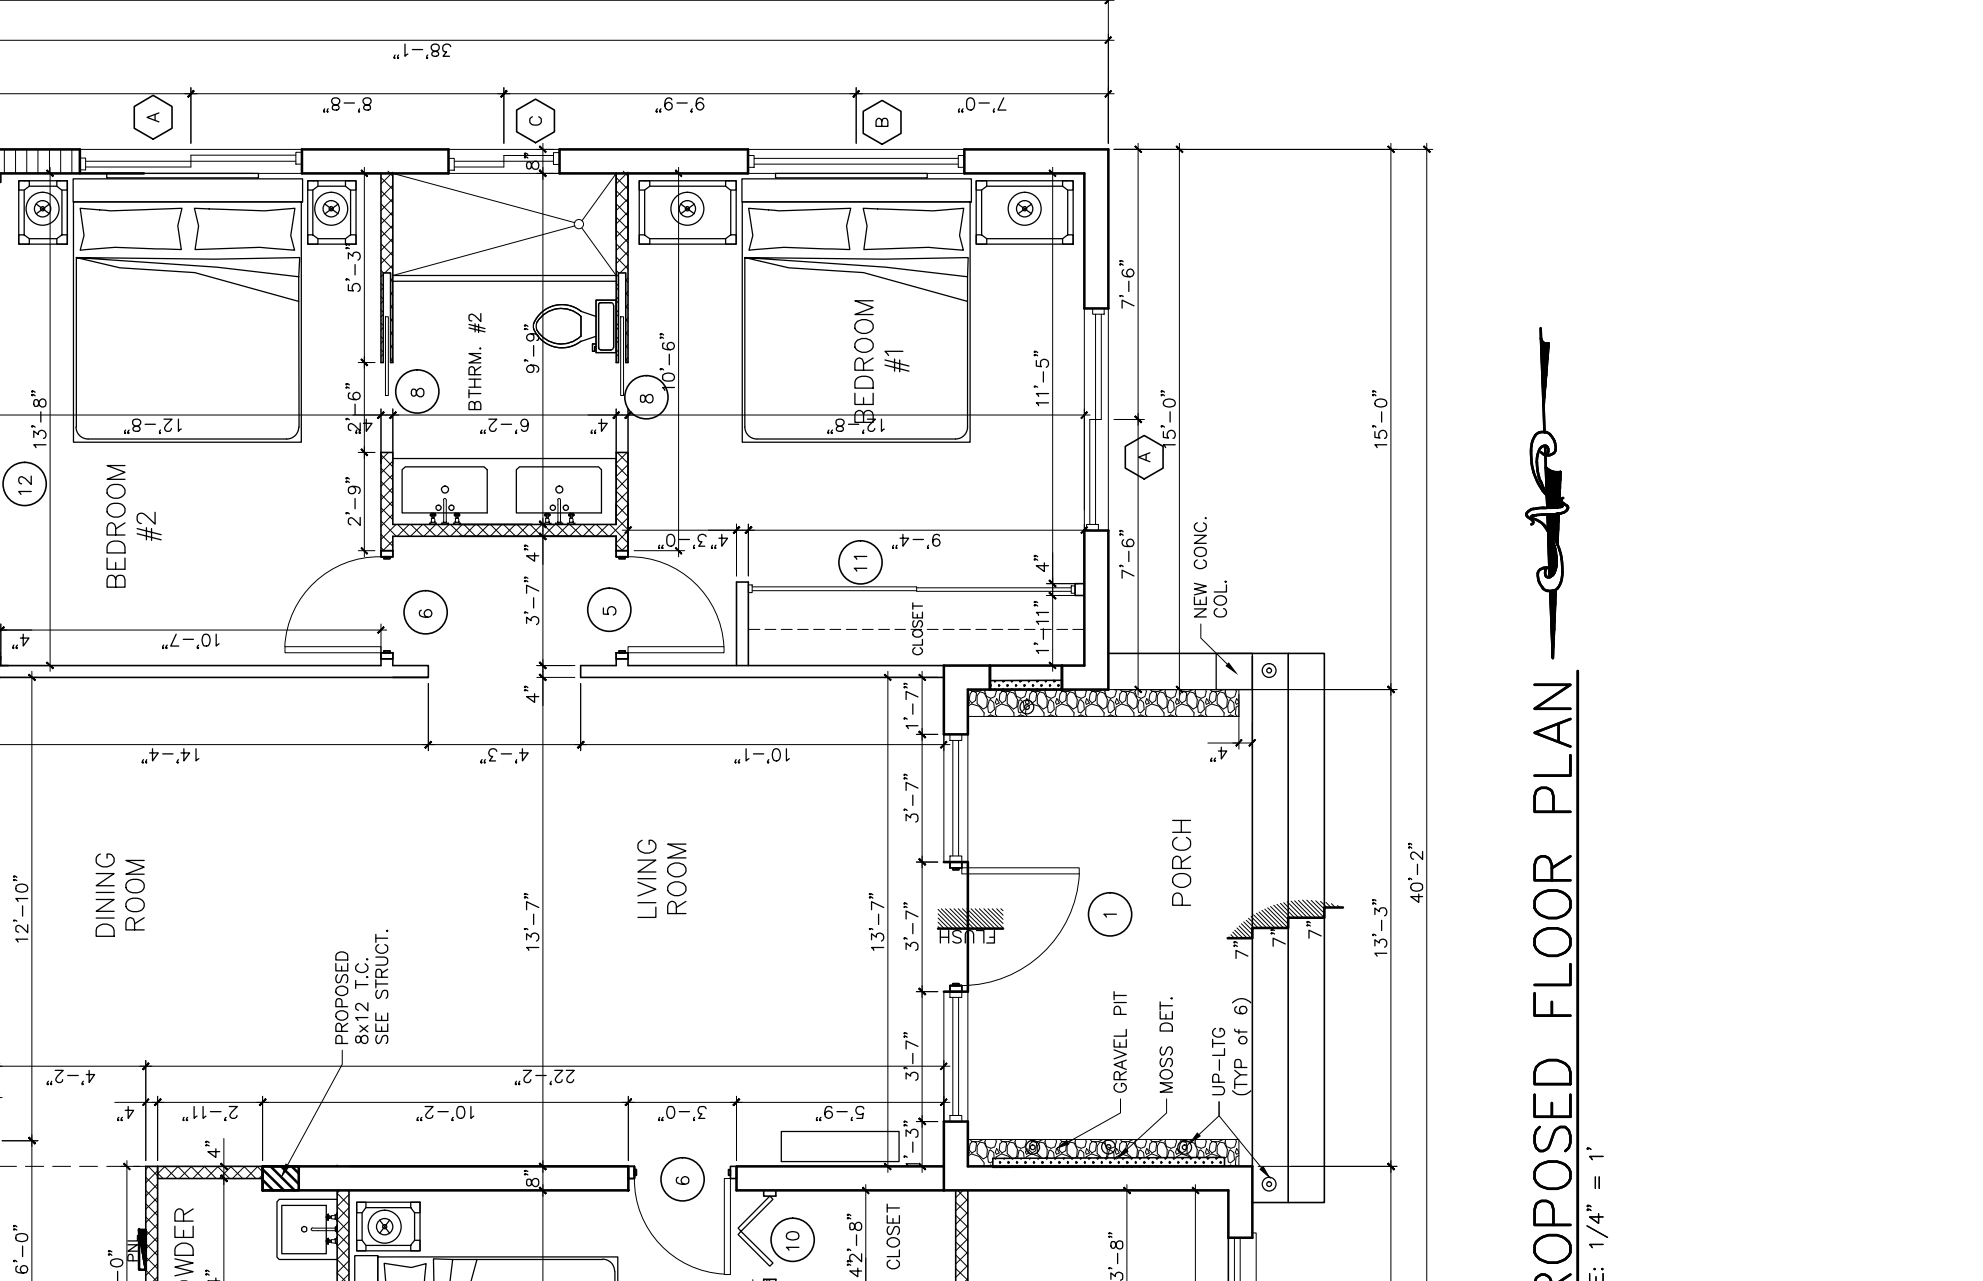 38'-1"
A
8'-8"
C
9'-9"
B
7'-0"
8"
5'-3"
13'-8"
2'-6"
12'-8"
4"
2'-9"
12
BEDROOM
#2
8
BTHRM. #2
9'-9"
6'-2"
4"
8
10'-6"
BEDROOM
#1
12'-8"
11'-5"
7'-6"
A
15'-0"
15'-0"
7'-6"
3'-0"
4"
9'-4"
11
4"
1'-11"
CLOSET
NEW CONC.
COL.
4"
10'-7"
6
3'-7"
4"
5
4"
14'-4"
4'-3"
10'-1"
1'-7"
4"
3'-7"
DINING
ROOM
12'-10"
LIVING
ROOM
13'-7"
13'-7"
3'-7"
FLUSH
1
PORCH
7"
7"
7"
13'-3"
40'-2"
PROPOSED
8x12 T.C.
SEE STRUCT.
3'-7"
GRAVEL PIT
MOSS DET.
UP-LTG
(TYP of 6)
4'-2"
22'-2"
4"
2'-11"
10'-2"
3'-0"
5'-9"
4"
8"
6
10
CLOSET
PNL
OWDER
6'-0"
2'-8"
3'-8"
ROPOSED FLOOR PLAN
E: 1/4" = 1'